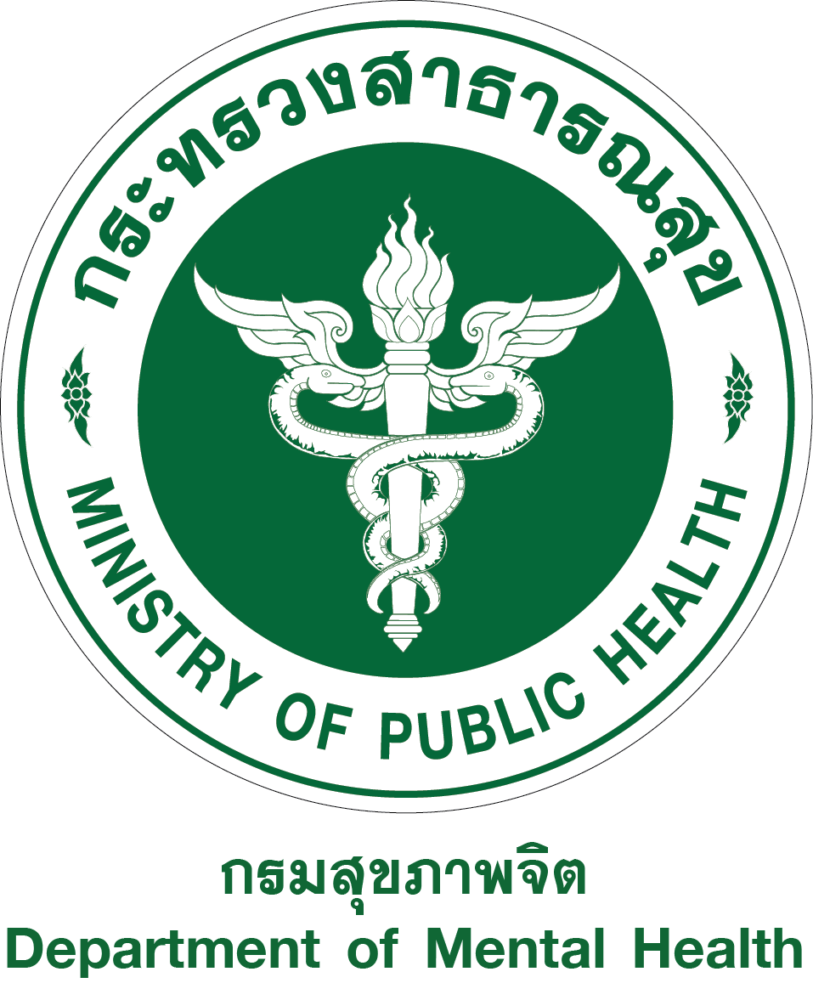 กระทรวงสาธารณสุข
MINISTRY OF PUBLIC HEALTH
กรมสุขภาพจิต
Department of Mental Health